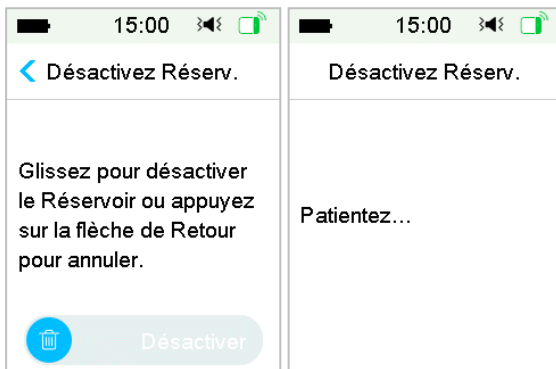 15:00
Désactivez Réserv.
Glissez pour désactiver
le Réservoir ou appuyez
sur la flèche de Retour
pour annuler.
Désactiver
15:00
Désactivez Réserv.
Patientez...